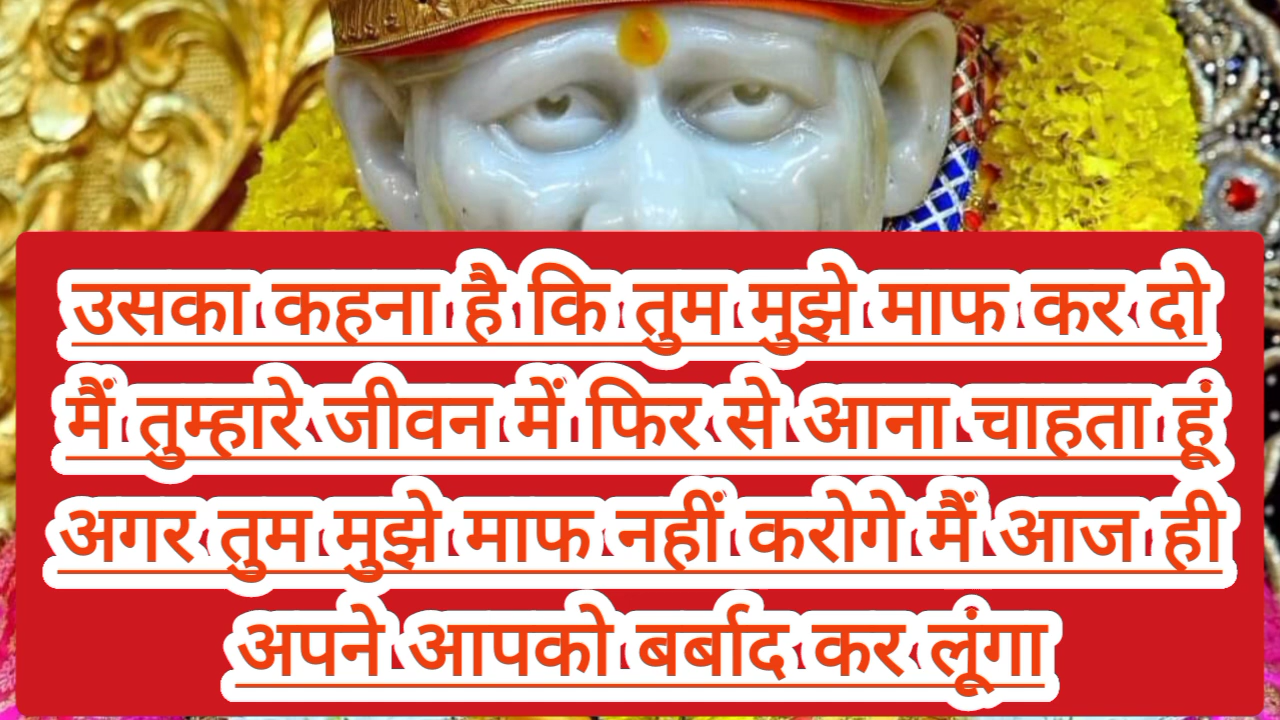 उसका कहना है कि तुम मुझे माफ कर दो
मैं तुम्हारे जीवन में फिर से आना चाहता हूं
अगर तुम मुझे माफ नहीं करोगे मैं आज ही
अपने आपको बर्बाद कर लूंगा